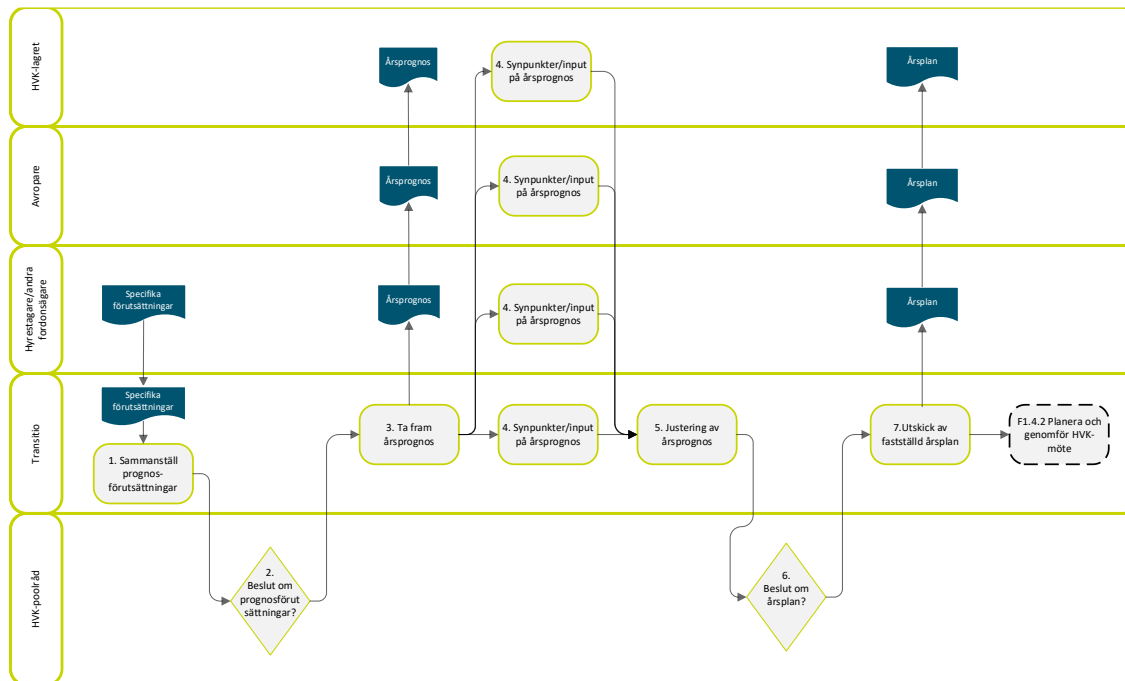 HVK-lagret
Årsprognos
4. Synpunkter/input
på årsprognos
Årsplan
Avropare
Årsprognos
4. Synpunkter/input
på årsprognos
Årsplan
Hyrestagare/andra
fordonsägare
Specifika
förutsättningar
Årsprognos
4. Synpunkter/input
på årsprognos
Årsplan
Transitio
Specifika
förutsättningar
1. Sammanställ
prognos-
förutsättningar
3. Ta fram
årsprognos
4. Synpunkter/input
på årsprognos
5. Justering av
årsprognos
7.Utskick av
fastställd årsplan
F1.4.2 Planera och
genomför HVK-
möte
HVK-poolråd
2.
Beslut om
prognosförut
sättningar?
6.
Beslut om
årsplan?